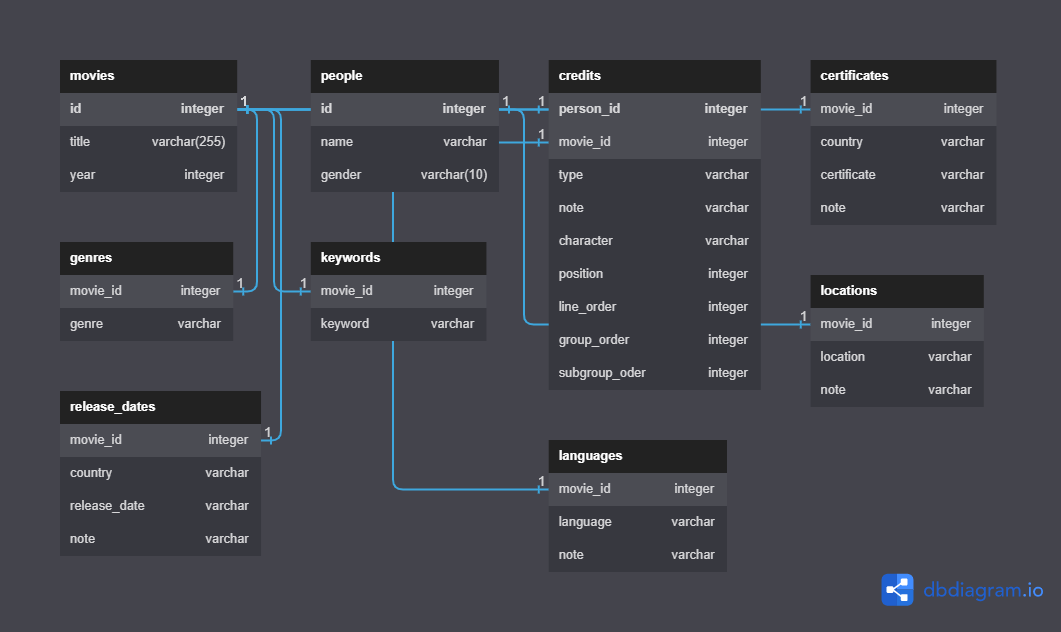 movies
id integer
title varchar(255)
year integer
people
id integer
name varchar
gender varchar(10)
credits
person_id integer
movie_id integer
type varchar
note varchar
character varchar
position integer
line_order integer
group_order integer
subgroup_oder integer
certificates
movie_id integer
country varchar
certificate varchar
note varchar
genres
movie_id integer
genre varchar
keywords
movie_id integer
keyword varchar
locations
movie_id integer
location varchar
note varchar
release_dates
movie_id integer
country varchar
release_date varchar
note varchar
languages
movie_id integer
language varchar
note varchar
1
1
1
1
1
1
1
1
1
1
dbdiagram.io